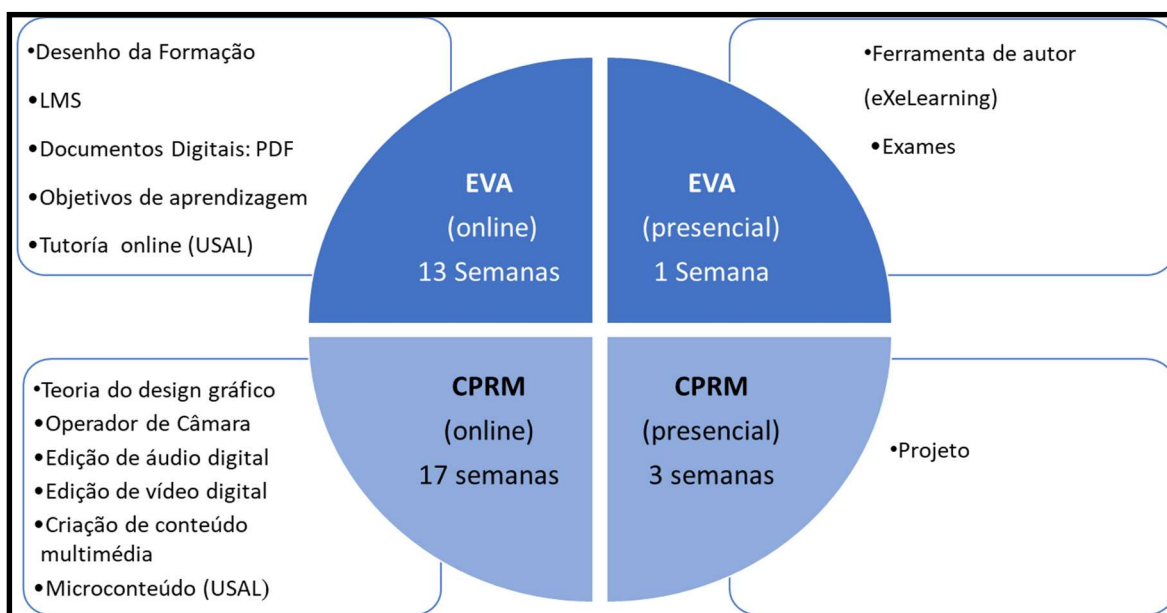 •Desenho da Formação
•LMS
•Documentos Digitais: PDF
•Objetivos de aprendizagem
•Tutoría online (USAL)
•Ferramenta de autor
(eXeLearning)
•Exames
EVA
(online)
13 Semanas
EVA
(presencial)
1 Semana
•Teoria do design gráfico
•Operador de Câmara
•Edição de áudio digital
•Edição de vídeo digital
•Criação de conteúdo
multimédia
•Microconteúdo (USAL)
CPRM
(online)
17 semanas
CPRM
(presencial)
3 semanas
•Projeto